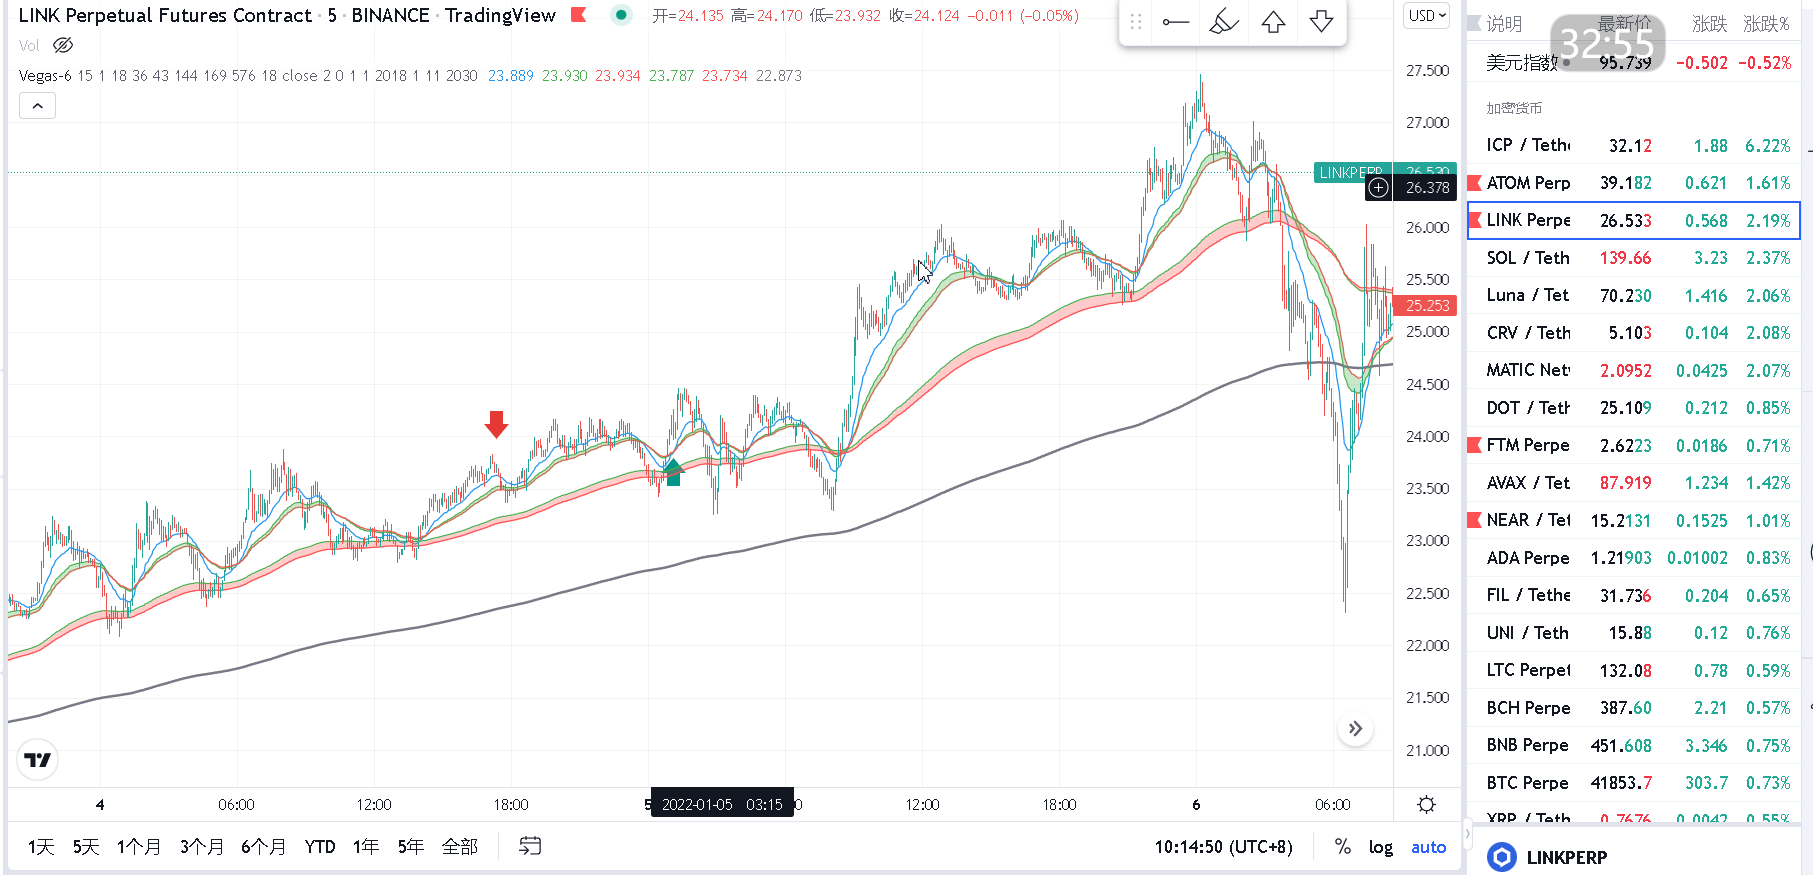 LINK Perpetual Futures Contract · 5 · BINANCE · TradingView 开=24.135 高=24.170 低=23.932 收=24.124 -0.011 (-0.05%)
Vol
Vegas-6 15 1 18 36 43 144 169 576 18 close 2 0 1 1 2018 1 11 2030 23.889 23.930 23.934 23.787 23.734 22.873
USD
27.500
27.000
LINKPERP 26.530
26.378
26.000
25.500
25.253
25.000
24.500
24.000
23.500
23.000
22.500
22.000
21.500
21.000
4 06:00 12:00 18:00 5 2022-01-05 03:15 12:00 18:00 6 06:00
1天 5天 1个月 3个月 6个月 YTD 1年 5年 全部
10:14:50 (UTC+8) % log auto
说明 最新价 涨跌 涨跌%
32:55
美元指数 95.739 -0.502 -0.52%
加密货币
ICP / Teth 32.12 1.88 6.22%
ATOM Perp 39.182 0.621 1.61%
LINK Perpe 26.533 0.568 2.19%
SOL / Teth 139.66 3.23 2.37%
Luna / Tet 70.230 1.416 2.06%
CRV / Teth 5.103 0.104 2.08%
MATIC Net 2.0952 0.0425 2.07%
DOT / Teth 25.109 0.212 0.85%
FTM Perpe 2.6223 0.0186 0.71%
AVAX / Tet 87.919 1.234 1.42%
NEAR / Tet 15.2131 0.1525 1.01%
ADA Perpe 1.21903 0.01002 0.83%
FIL / Tethe 31.736 0.204 0.65%
UNI / Teth 15.88 0.12 0.76%
LTC Perpet 132.08 0.78 0.59%
BCH Perpe 387.60 2.21 0.57%
BNB Perpe 451.608 3.346 0.75%
BTC Perpe 41853.7 303.7 0.73%
XRP / Teth 0.7676 0.0042 0.55%
LINKPERP